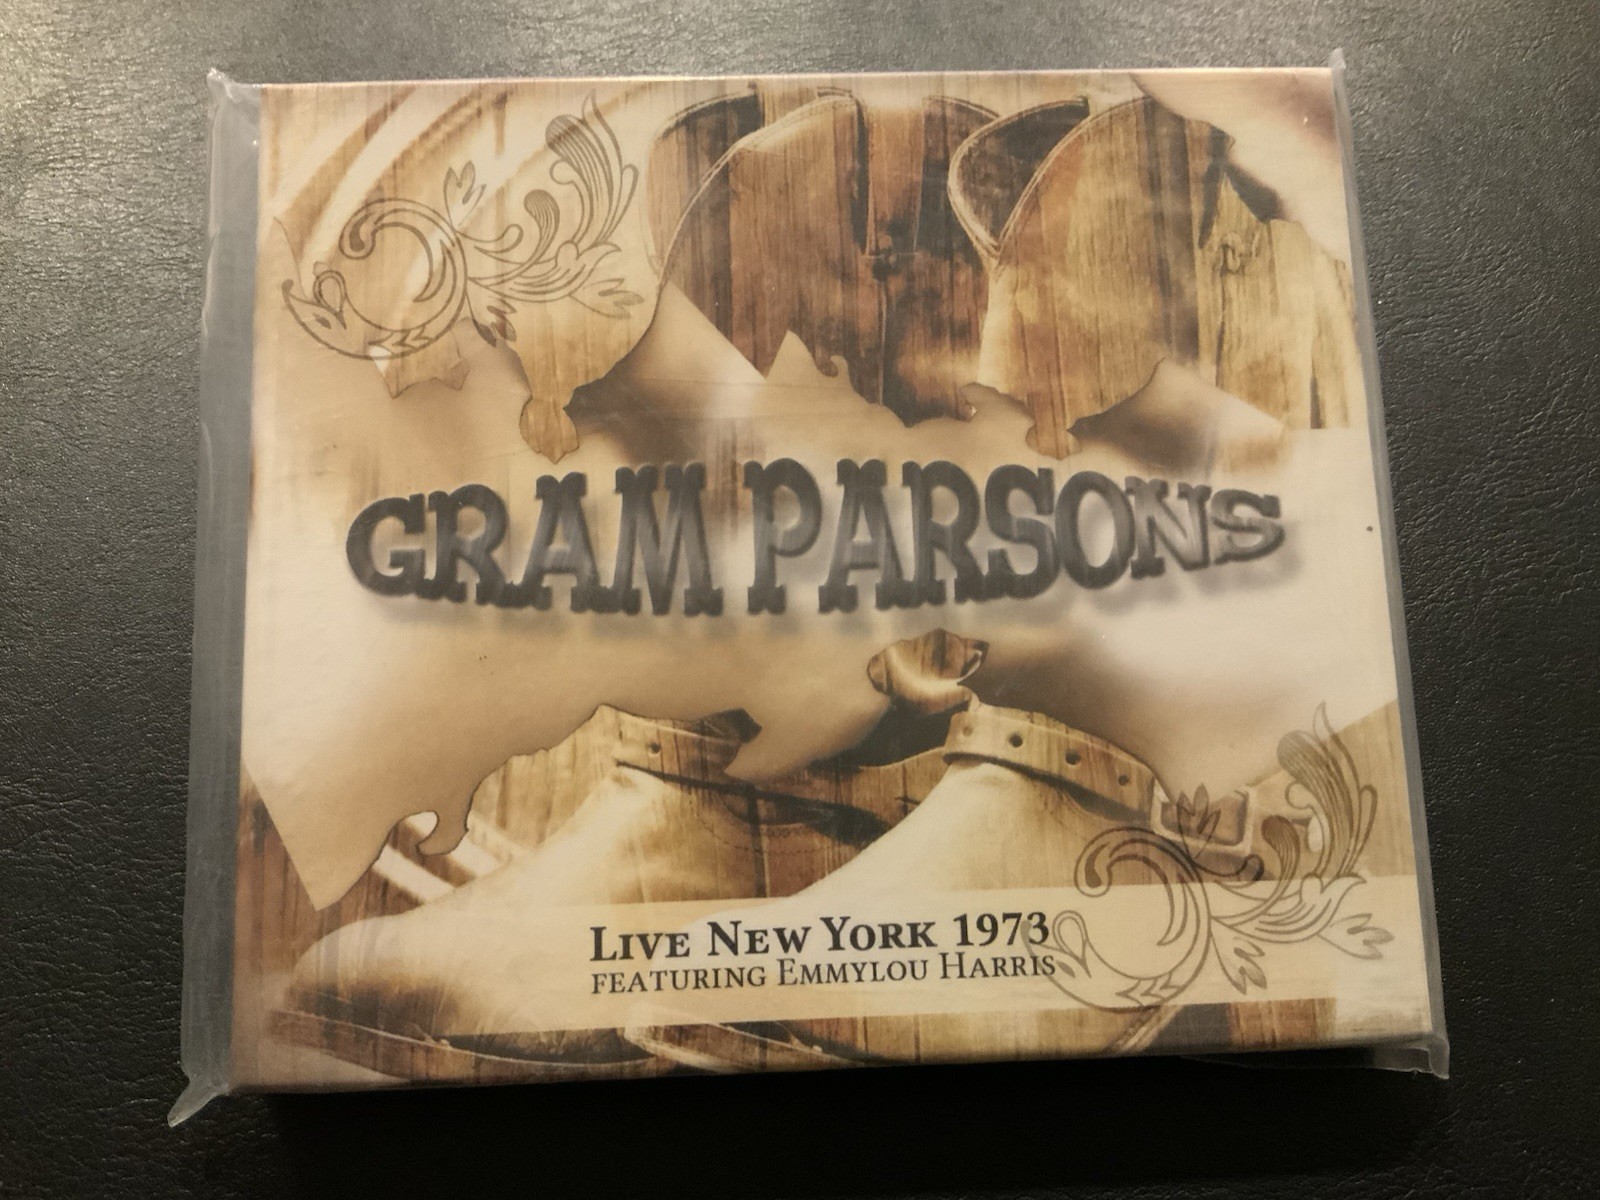 GRAM PARSONS
LIVE NEW YORK 1973
FEATURING EMMYLOU HARRIS